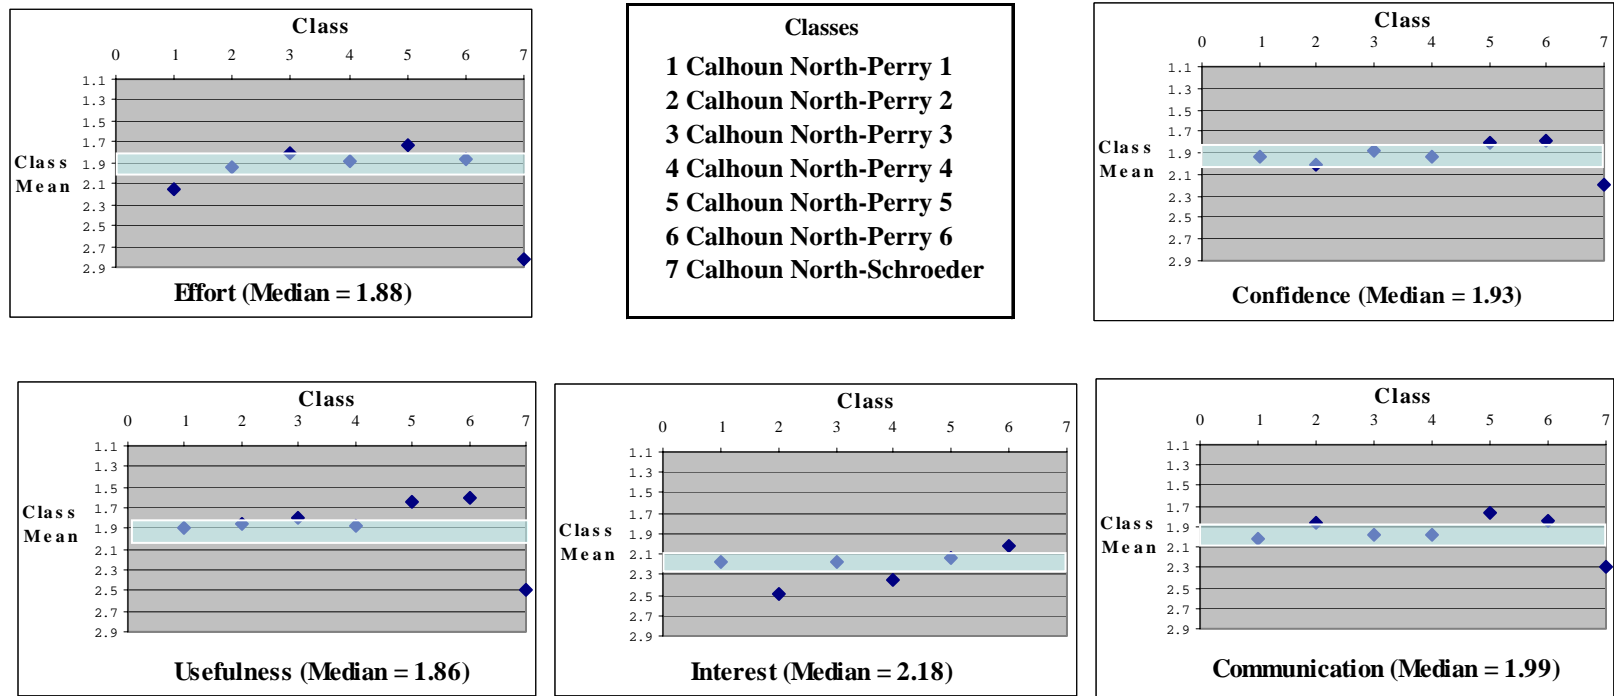 Class
0 1 2 3 4 5 6 7
1.1
1.3
1.5
1.7
1.9
2.1
2.3
2.5
2.7
2.9
Class
Mean
Effort (Median = 1.88)
Classes
1 Calhoun North-Perry 1
2 Calhoun North-Perry 2
3 Calhoun North-Perry 3
4 Calhoun North-Perry 4
5 Calhoun North-Perry 5
6 Calhoun North-Perry 6
7 Calhoun North-Schroeder
Class
0 1 2 3 4 5 6 7
1.1
1.3
1.5
1.7
1.9
2.1
2.3
2.5
2.7
2.9
Class
Mean
Confidence (Median = 1.93)
Class
0 1 2 3 4 5 6 7
1.1
1.3
1.5
1.7
1.9
2.1
2.3
2.5
2.7
2.9
Class
Mean
Usefulness (Median = 1.86)
Class
0 1 2 3 4 5 6 7
1.1
1.3
1.5
1.7
1.9
2.1
2.3
2.5
2.7
2.9
Class
Mean
Interest (Median = 2.18)
Class
0 1 2 3 4 5 6 7
1.1
1.3
1.5
1.7
1.9
2.1
2.3
2.5
2.7
2.9
Class
Mean
Communication (Median = 1.99)